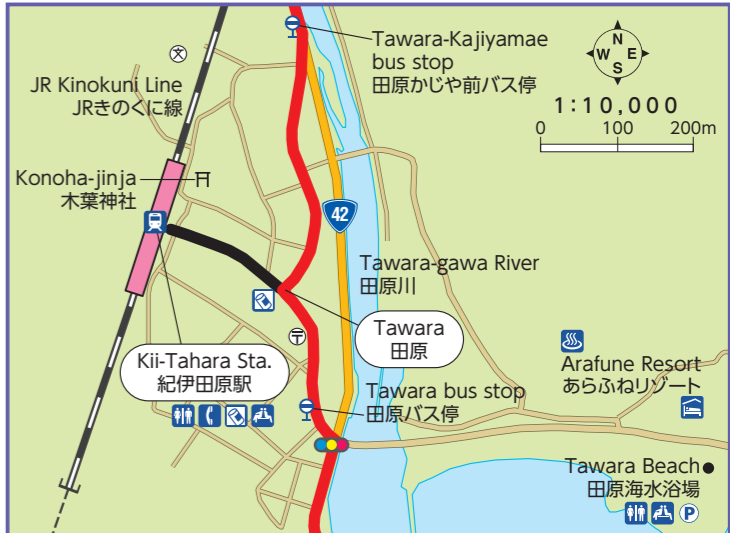 Tawara-Kajiyamae
bus stop
田原かじや前バス停
N
W E
S
1:10,000
0 100 200m
文
JR Kinokuni Line
JRきのくに線
Konoha-jinja
木葉神社
42
Tawara-gawa River
田原川
Tawara
田原
〒
Kii-Tahara Sta.
紀伊田原駅
Tawara bus stop
田原バス停
Arafune Resort
あらふねリゾート
Tawara Beach
田原海水浴場
P